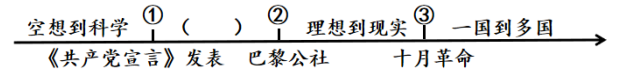 空想到科学 ① （ ） ② 理想到现实 ③ 一国到多国
《共产党宣言》发表 巴黎公社 十月革命